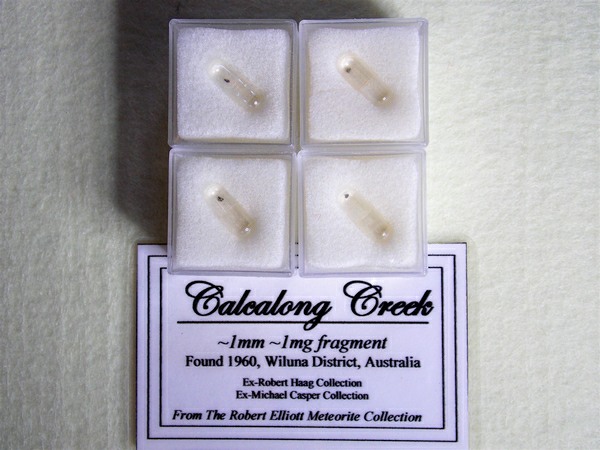 Calcalong Creek
~1mm ~1mg fragment
Found 1960, Wiluna District, Australia
Ex-Robert Haag Collection
Ex-Michael Casper Collection
From The Robert Elliott Meteorite Collection